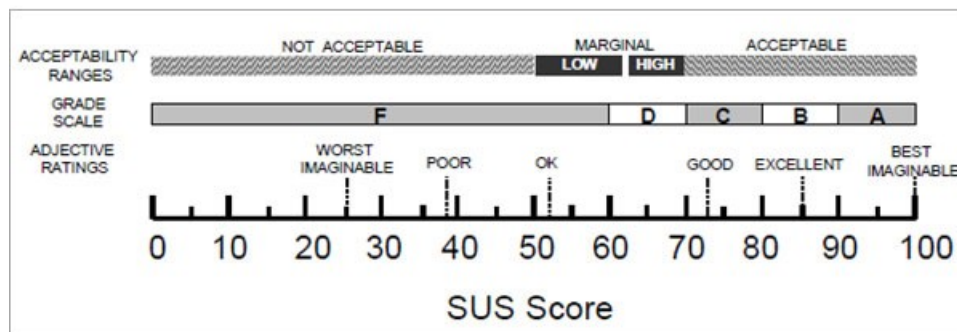 NOT ACCEPTABLE MARGINAL ACCEPTABLE
ACCEPTABILITY
RANGES
LOW HIGH
GRADE
SCALE
F D C B A
ADJECTIVE
RATINGS
WORST
IMAGINABLE
POOR
OK
GOOD
EXCELLENT
BEST
IMAGINABLE
0 10 20 30 40 50 60 70 80 90 100
SUS Score